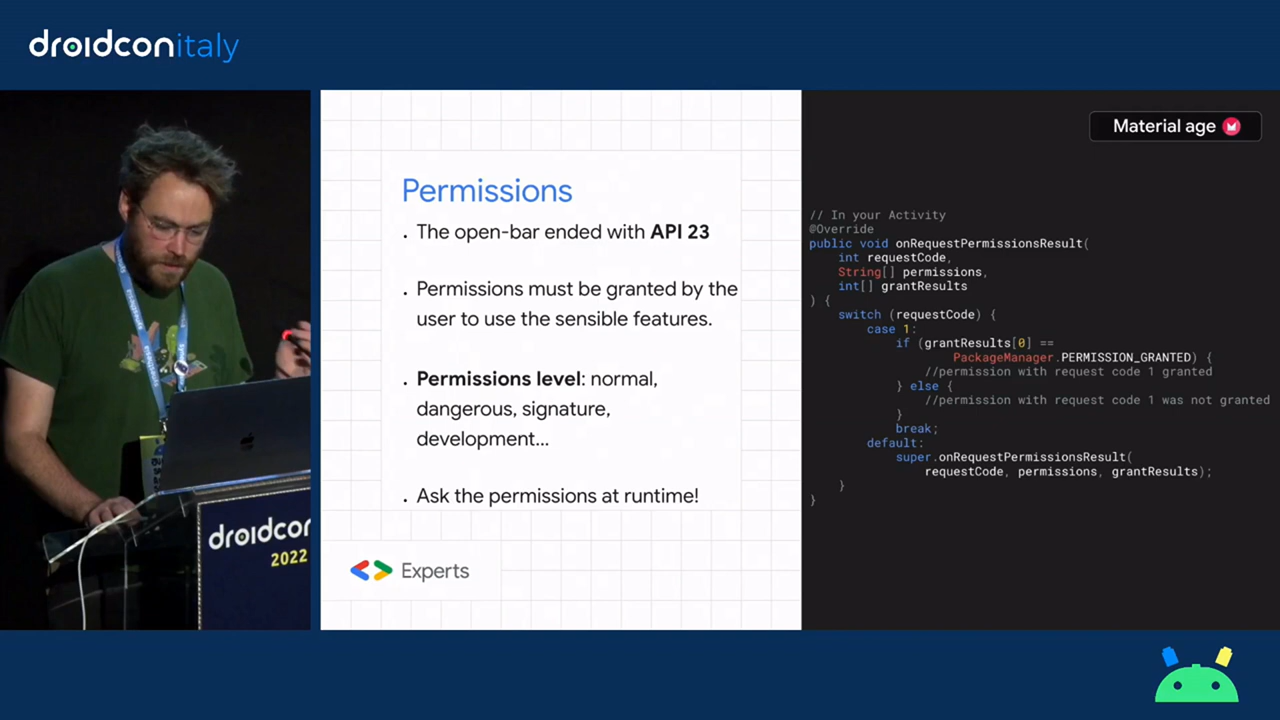 droidconitaly
Permissions
. The open-bar ended with API 23
. Permissions must be granted by the
user to use the sensible features.
. Permissions level: normal,
dangerous, signature,
development...
. Ask the permissions at runtime!
Experts
Material age
// In your Activity
@Override
public void onRequestPermissionsResult(
int requestCode,
String[] permissions,
int[] grantResults
) {
switch (requestCode) {
case 1:
if (grantResults[0] ==
PackageManager.PERMISSION_GRANTED) {
//permission with request code 1 granted
} else {
//permission with request code 1 was not granted
}
break;
default:
super.onRequestPermissionsResult(
requestCode, permissions, grantResults);
}
}
droidcon
2022